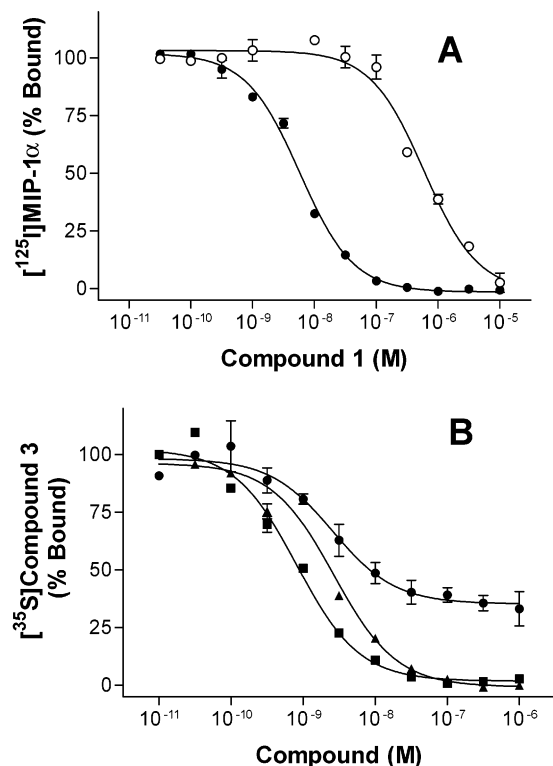 A
[¹²⁵I]MIP-1α (% Bound)
100
75
50
25
0
10⁻¹¹ 10⁻¹⁰ 10⁻⁹ 10⁻⁸ 10⁻⁷ 10⁻⁶ 10⁻⁵
Compound 1 (M)
B
[³⁵S]Compound 3
(% Bound)
100
75
50
25
0
10⁻¹¹ 10⁻¹⁰ 10⁻⁹ 10⁻⁸ 10⁻⁷ 10⁻⁶
Compound (M)